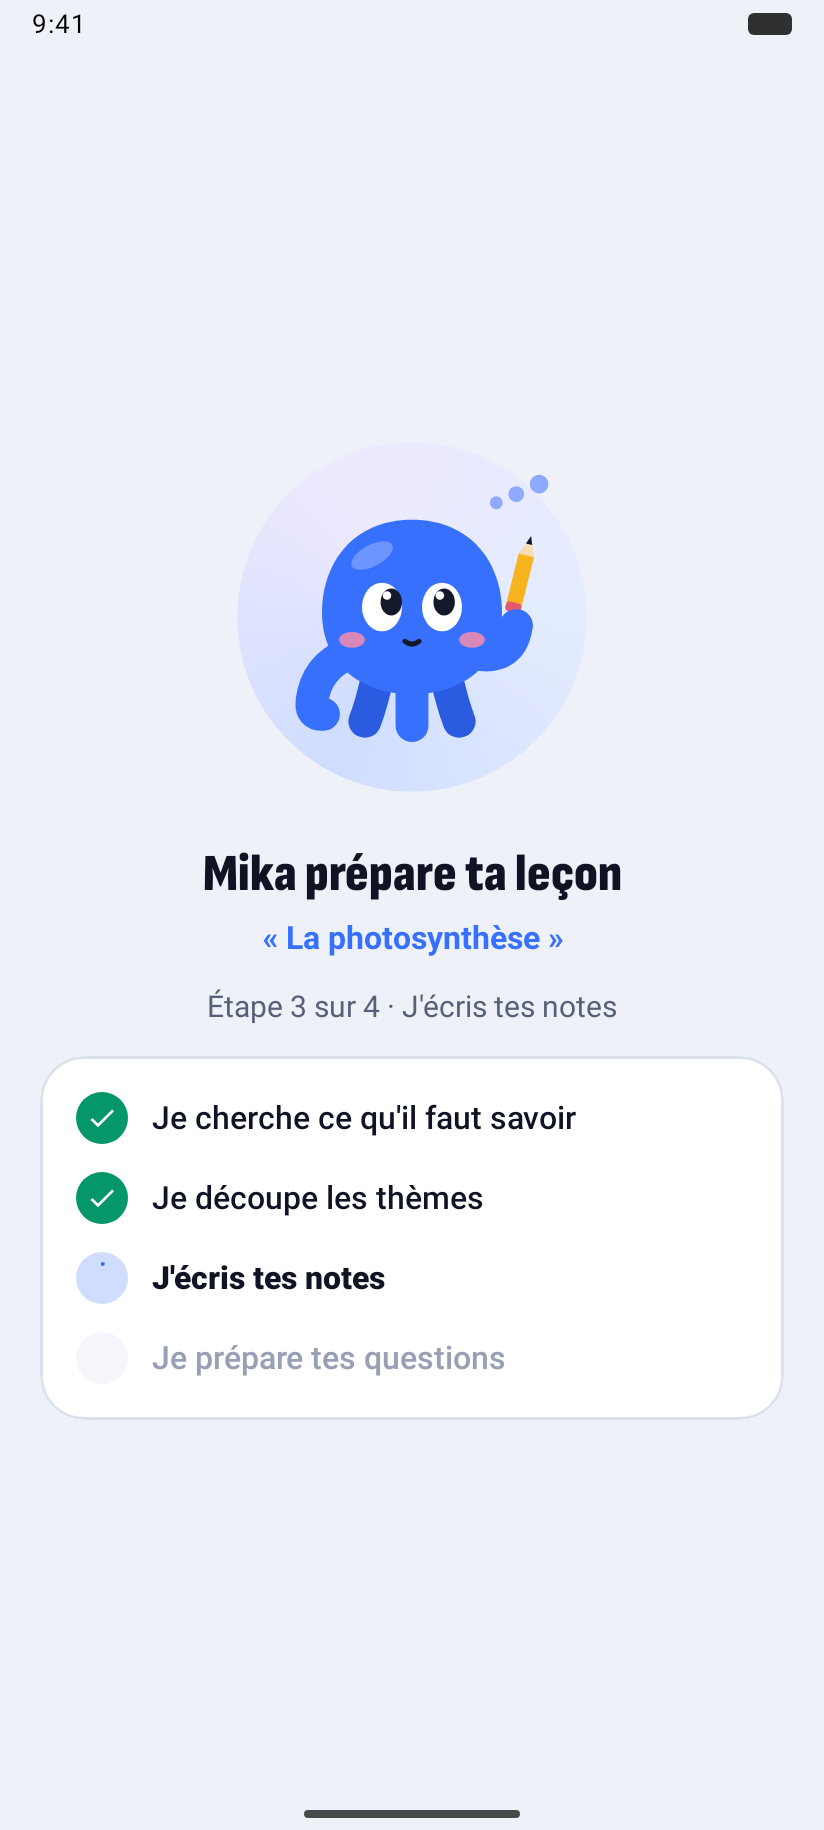 9:41
Mika prépare ta leçon
« La photosynthèse »
Étape 3 sur 4 · J'écris tes notes
Je cherche ce qu'il faut savoir
Je découpe les thèmes
J'écris tes notes
Je prépare tes questions